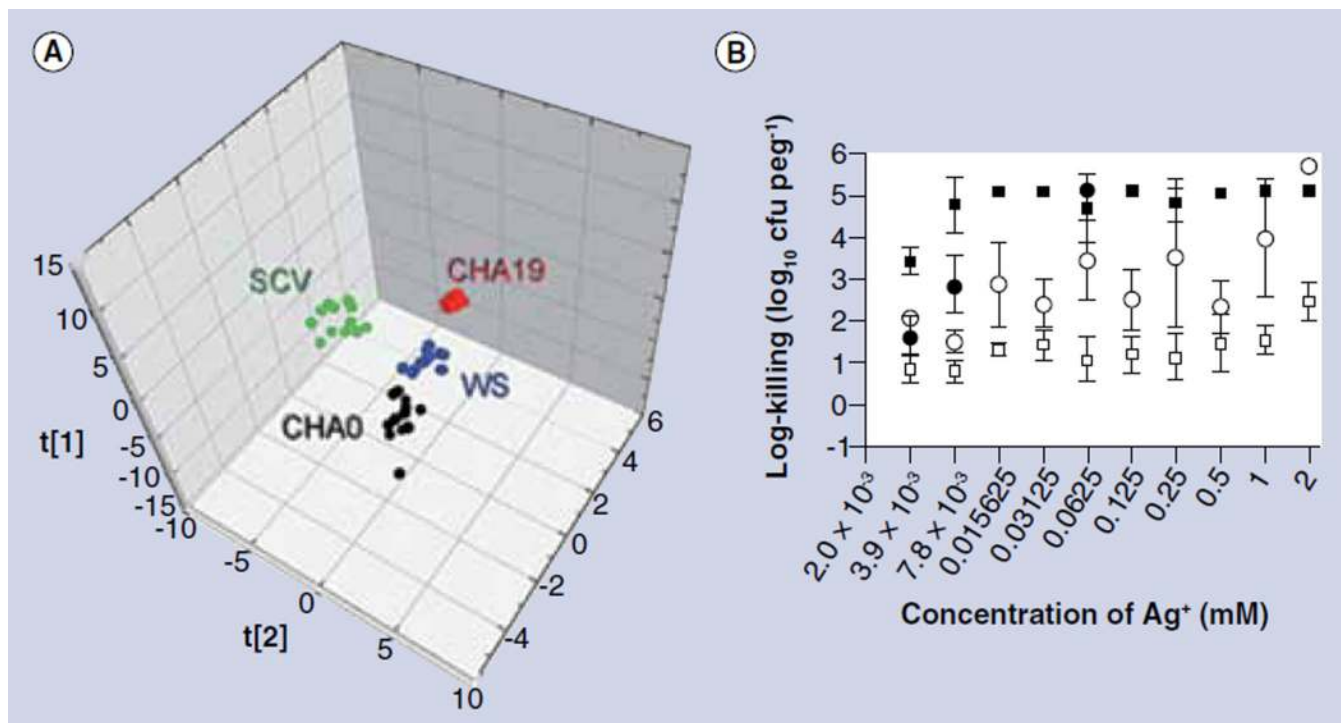 A
15
10
5
0
-5
-10
-15
t[1]
-10
-5
0
5
10
t[2]
6
4
2
0
-2
-4
SCV
CHA19
WS
CHA0
B
Log-killing (log₁₀ cfu peg⁻¹)
6
5
4
3
2
1
0
-1
2.0 × 10⁻³
3.9 × 10⁻³
7.8 × 10⁻³
0.015625
0.03125
0.0625
0.125
0.25
0.5
1
2
Concentration of Ag⁺ (mM)